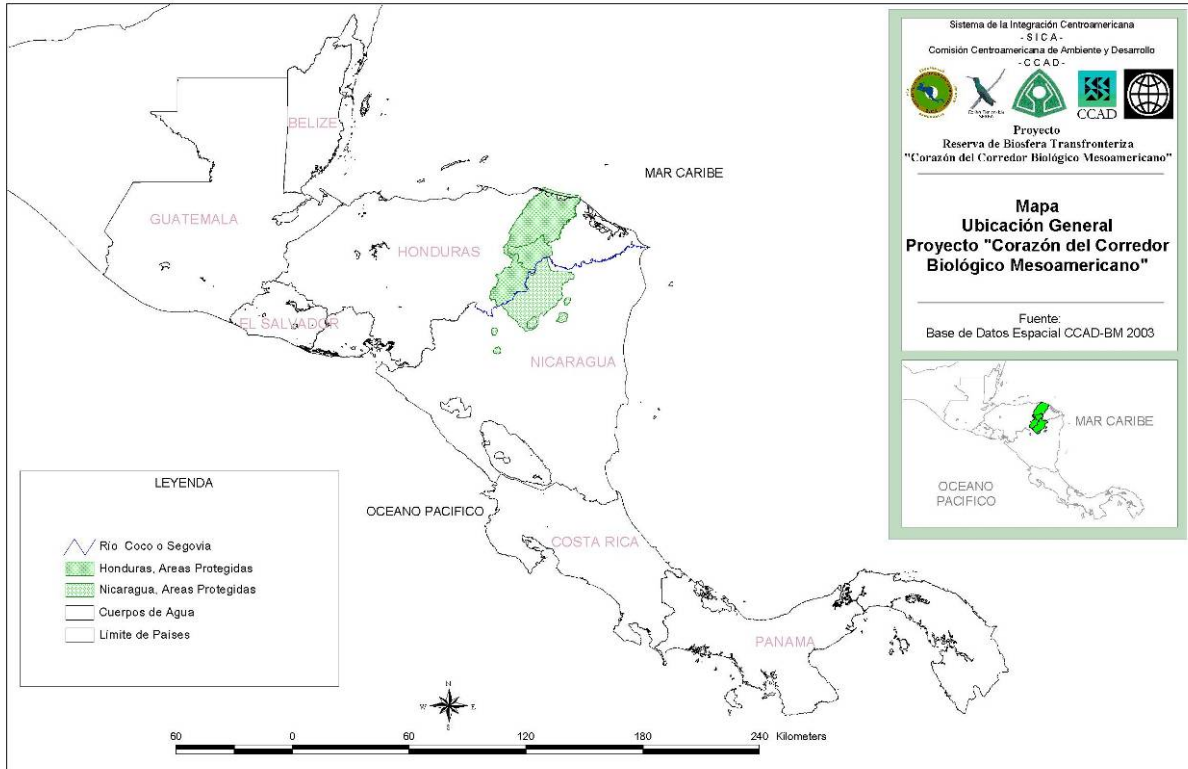 BELIZE
MAR CARIBE
GUATEMALA
HONDURAS
EL SALVADOR
NICARAGUA
OCEANO PACIFICO
COSTA RICA
PANAMA
LEYENDA
Río Coco o Segovia
Honduras, Areas Protegidas
Nicaragua, Areas Protegidas
Cuerpos de Agua
Límite de Países
N
W E
S
60 0 60 120 180 240 Kilometers
Sistema de la Integración Centroamericana
- S I C A -
Comisión Centroamericana de Ambiente y Desarrollo
- C C A D -
CCAD
Proyecto
Reserva de Biosfera Transfronteriza
"Corazón del Corredor Biológico Mesoamericano"
Mapa
Ubicación General
Proyecto "Corazón del Corredor
Biológico Mesoamericano"
Fuente:
Base de Datos Espacial CCAD-BM 2003
MAR CARIBE
OCEANO
PACIFICO